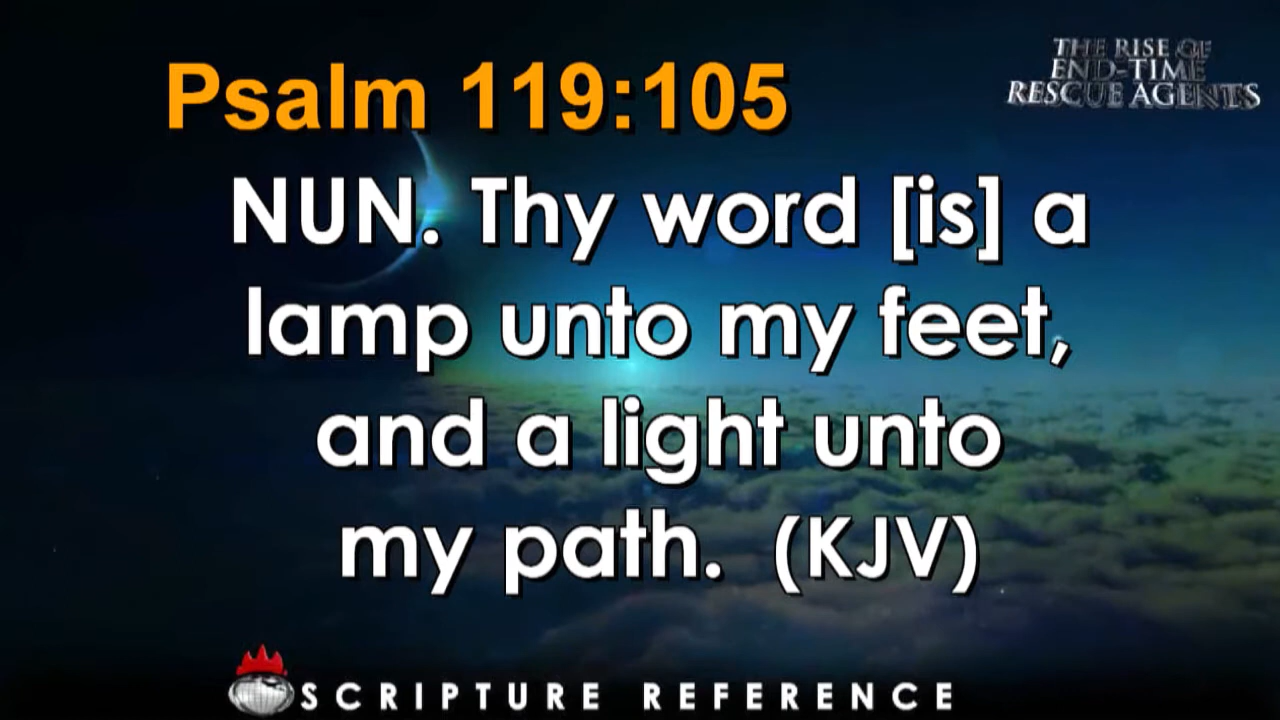 Psalm 119:105
THE RISE OF
END-TIME
RESCUE AGENTS
NUN. Thy word [is] a
lamp unto my feet,
and a light unto
my path. (KJV)
SCRIPTURE REFERENCE